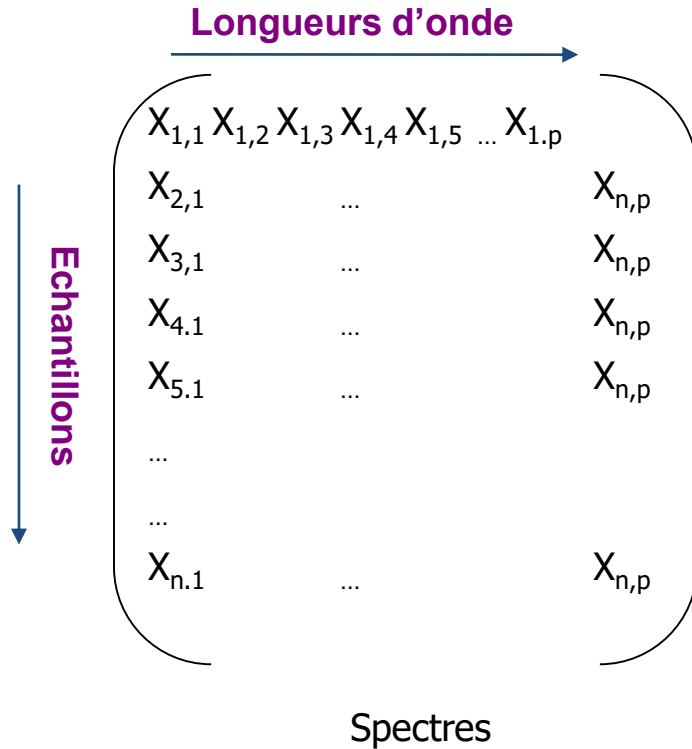 Longueurs d’onde
X1,1 X1,2 X1,3 X1,4 X1,5 ... X1.p
X2,1 ... Xn,p
X3,1 ... Xn,p
X4.1 ... Xn,p
X5.1 ... Xn,p
...
...
Xn.1 ... Xn,p
Echantillons
Spectres